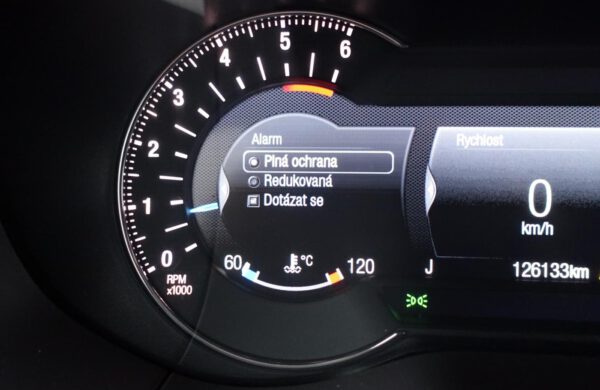 6
5
4
3
2
1
0
RPM
x1000
Alarm
Plná ochrana
Redukovaná
Dotázat se
60 °C 120
Rychlost
0
km/h
J 126133km